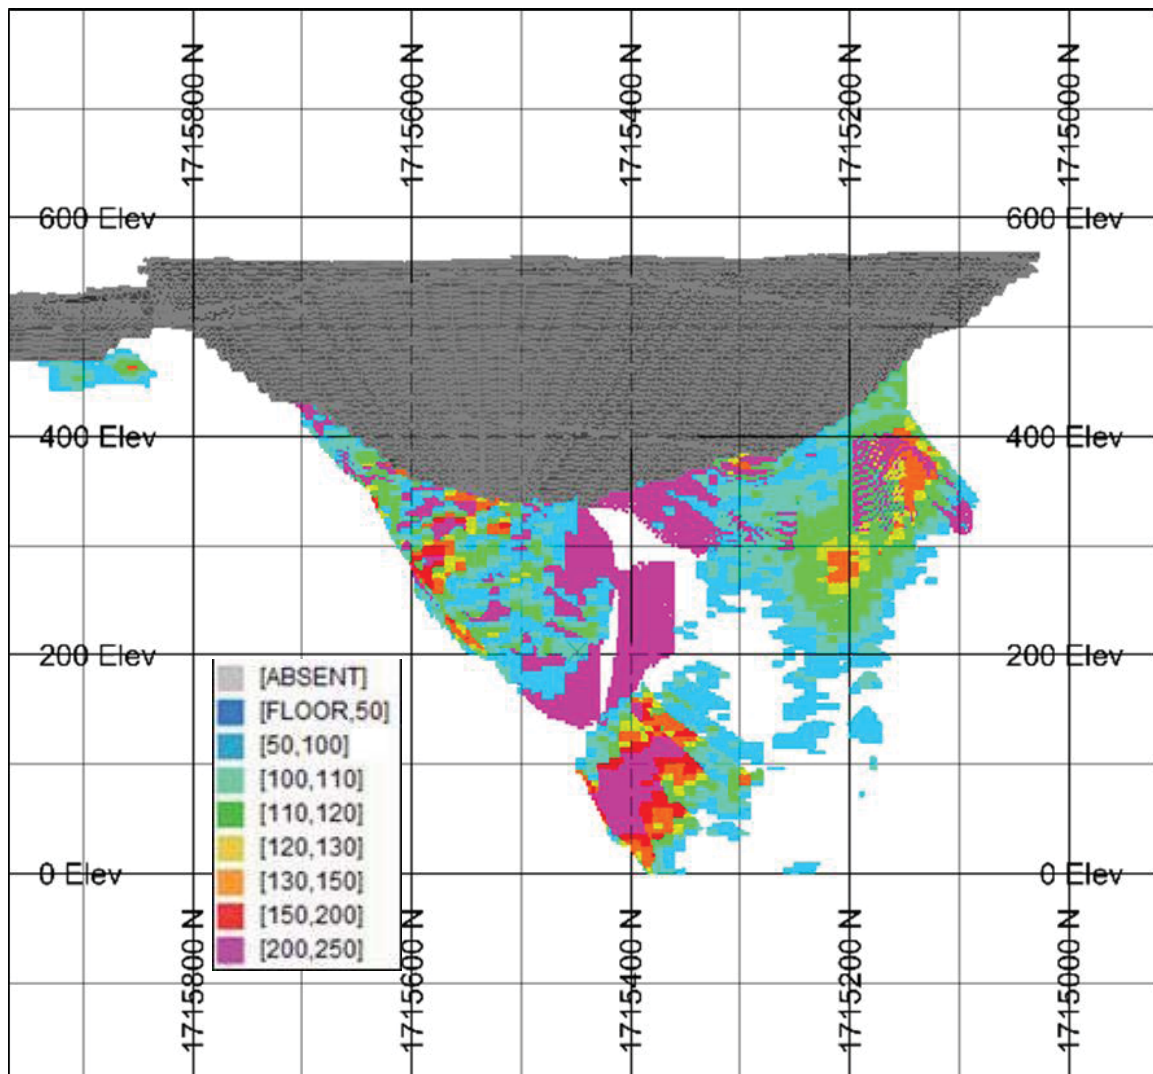 1715800 N
1715600 N
1715400 N
1715200 N
1715000 N
600 Elev
600 Elev
400 Elev
400 Elev
200 Elev
200 Elev
0 Elev
0 Elev
[ABSENT]
[FLOOR,50]
[50,100]
[100,110]
[110,120]
[120,130]
[130,150]
[150,200]
[200,250]
1715800 N
1715600 N
1715400 N
1715200 N
1715000 N